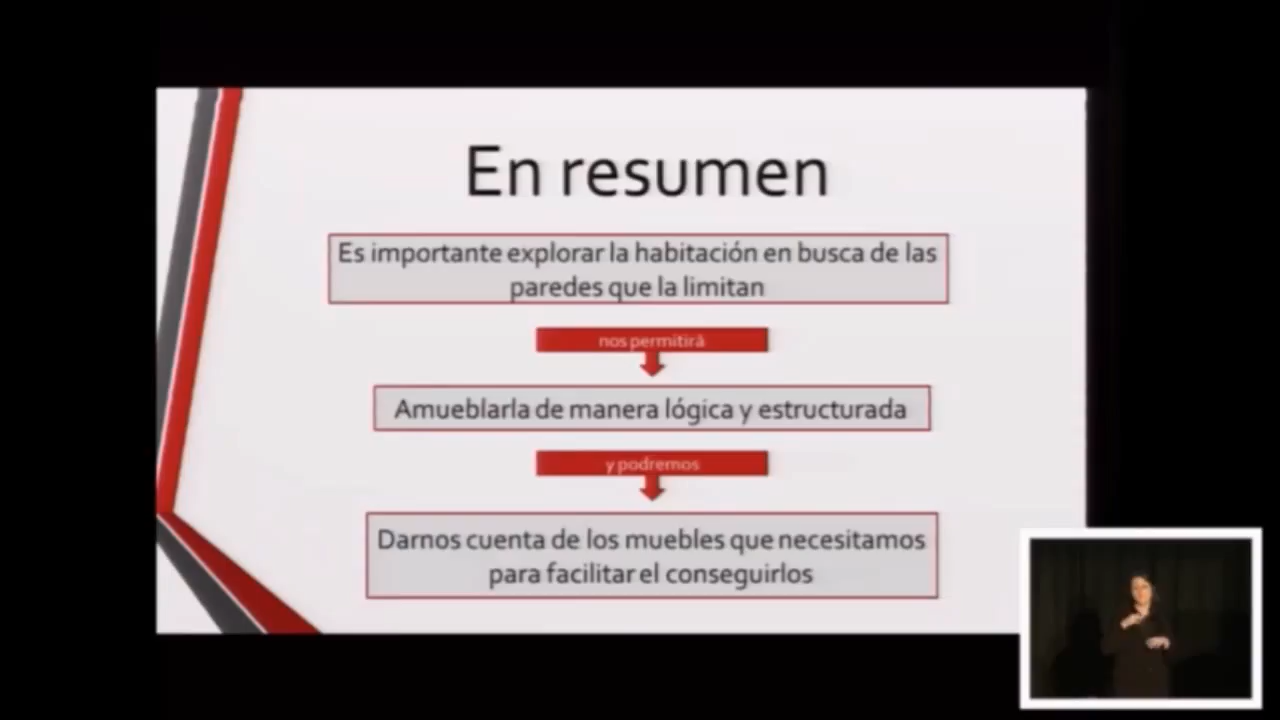 En resumen
Es importante explorar la habitación en busca de las
paredes que la limitan
nos permitirá
Amueblarla de manera lógica y estructurada
y podremos
Darnos cuenta de los muebles que necesitamos
para facilitar el conseguirlos